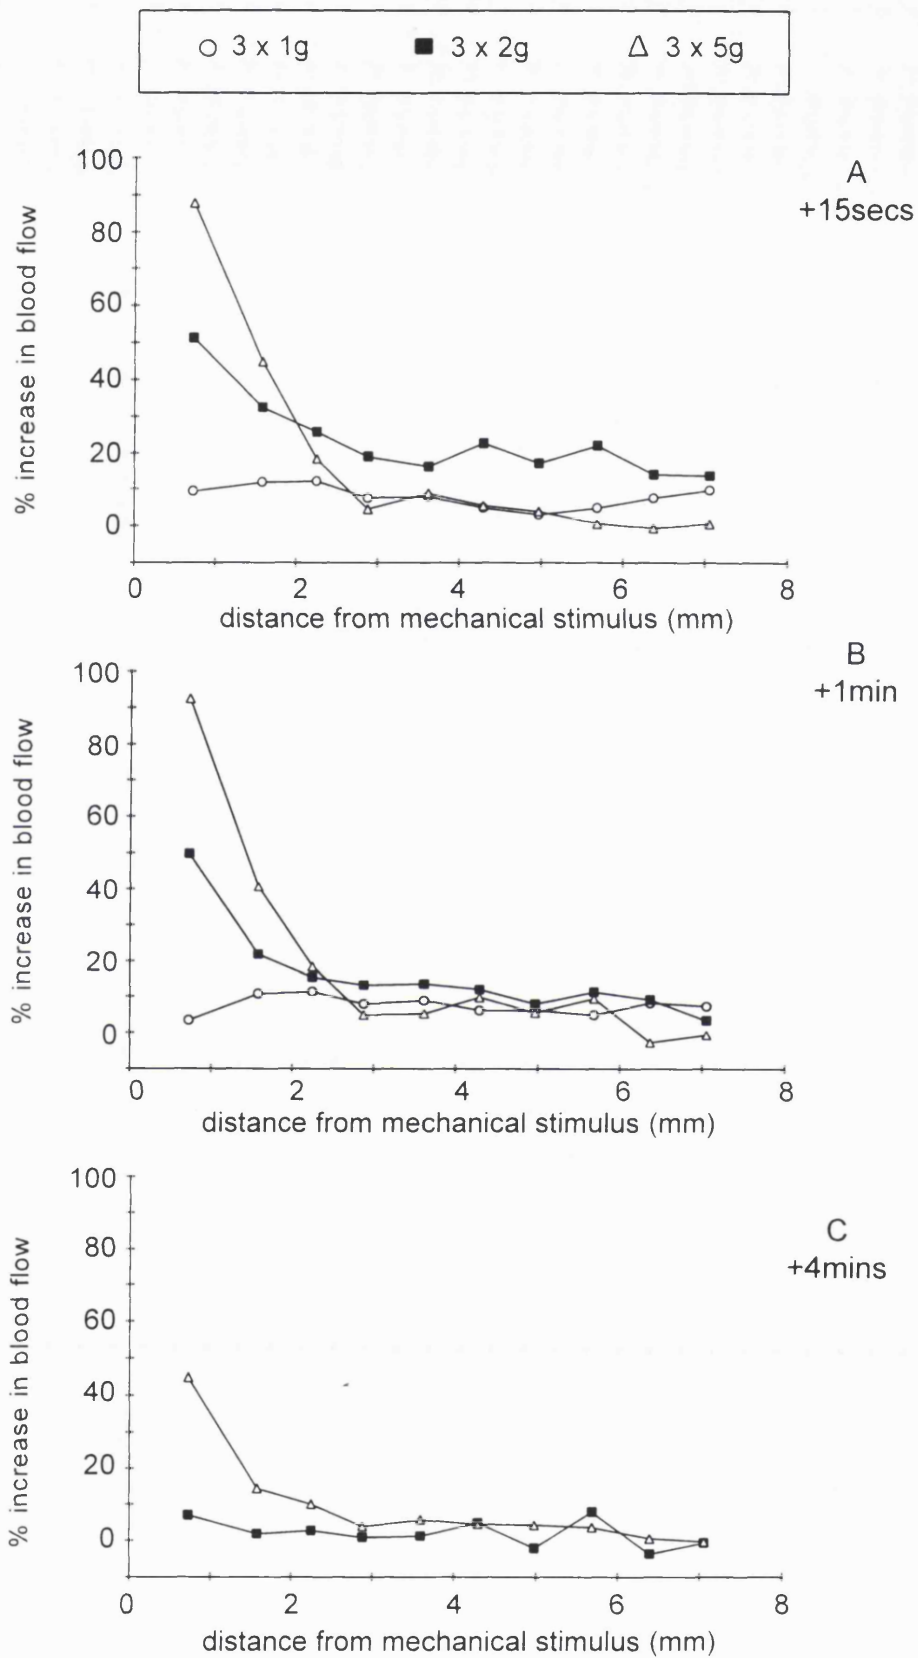 ○ 3 x 1g ■ 3 x 2g △ 3 x 5g
A
+15secs
% increase in blood flow
100
80
60
40
20
0
0 2 4 6 8
distance from mechanical stimulus (mm)
B
+1min
% increase in blood flow
100
80
60
40
20
0
0 2 4 6 8
distance from mechanical stimulus (mm)
C
+4mins
% increase in blood flow
100
80
60
40
20
0
0 2 4 6 8
distance from mechanical stimulus (mm)